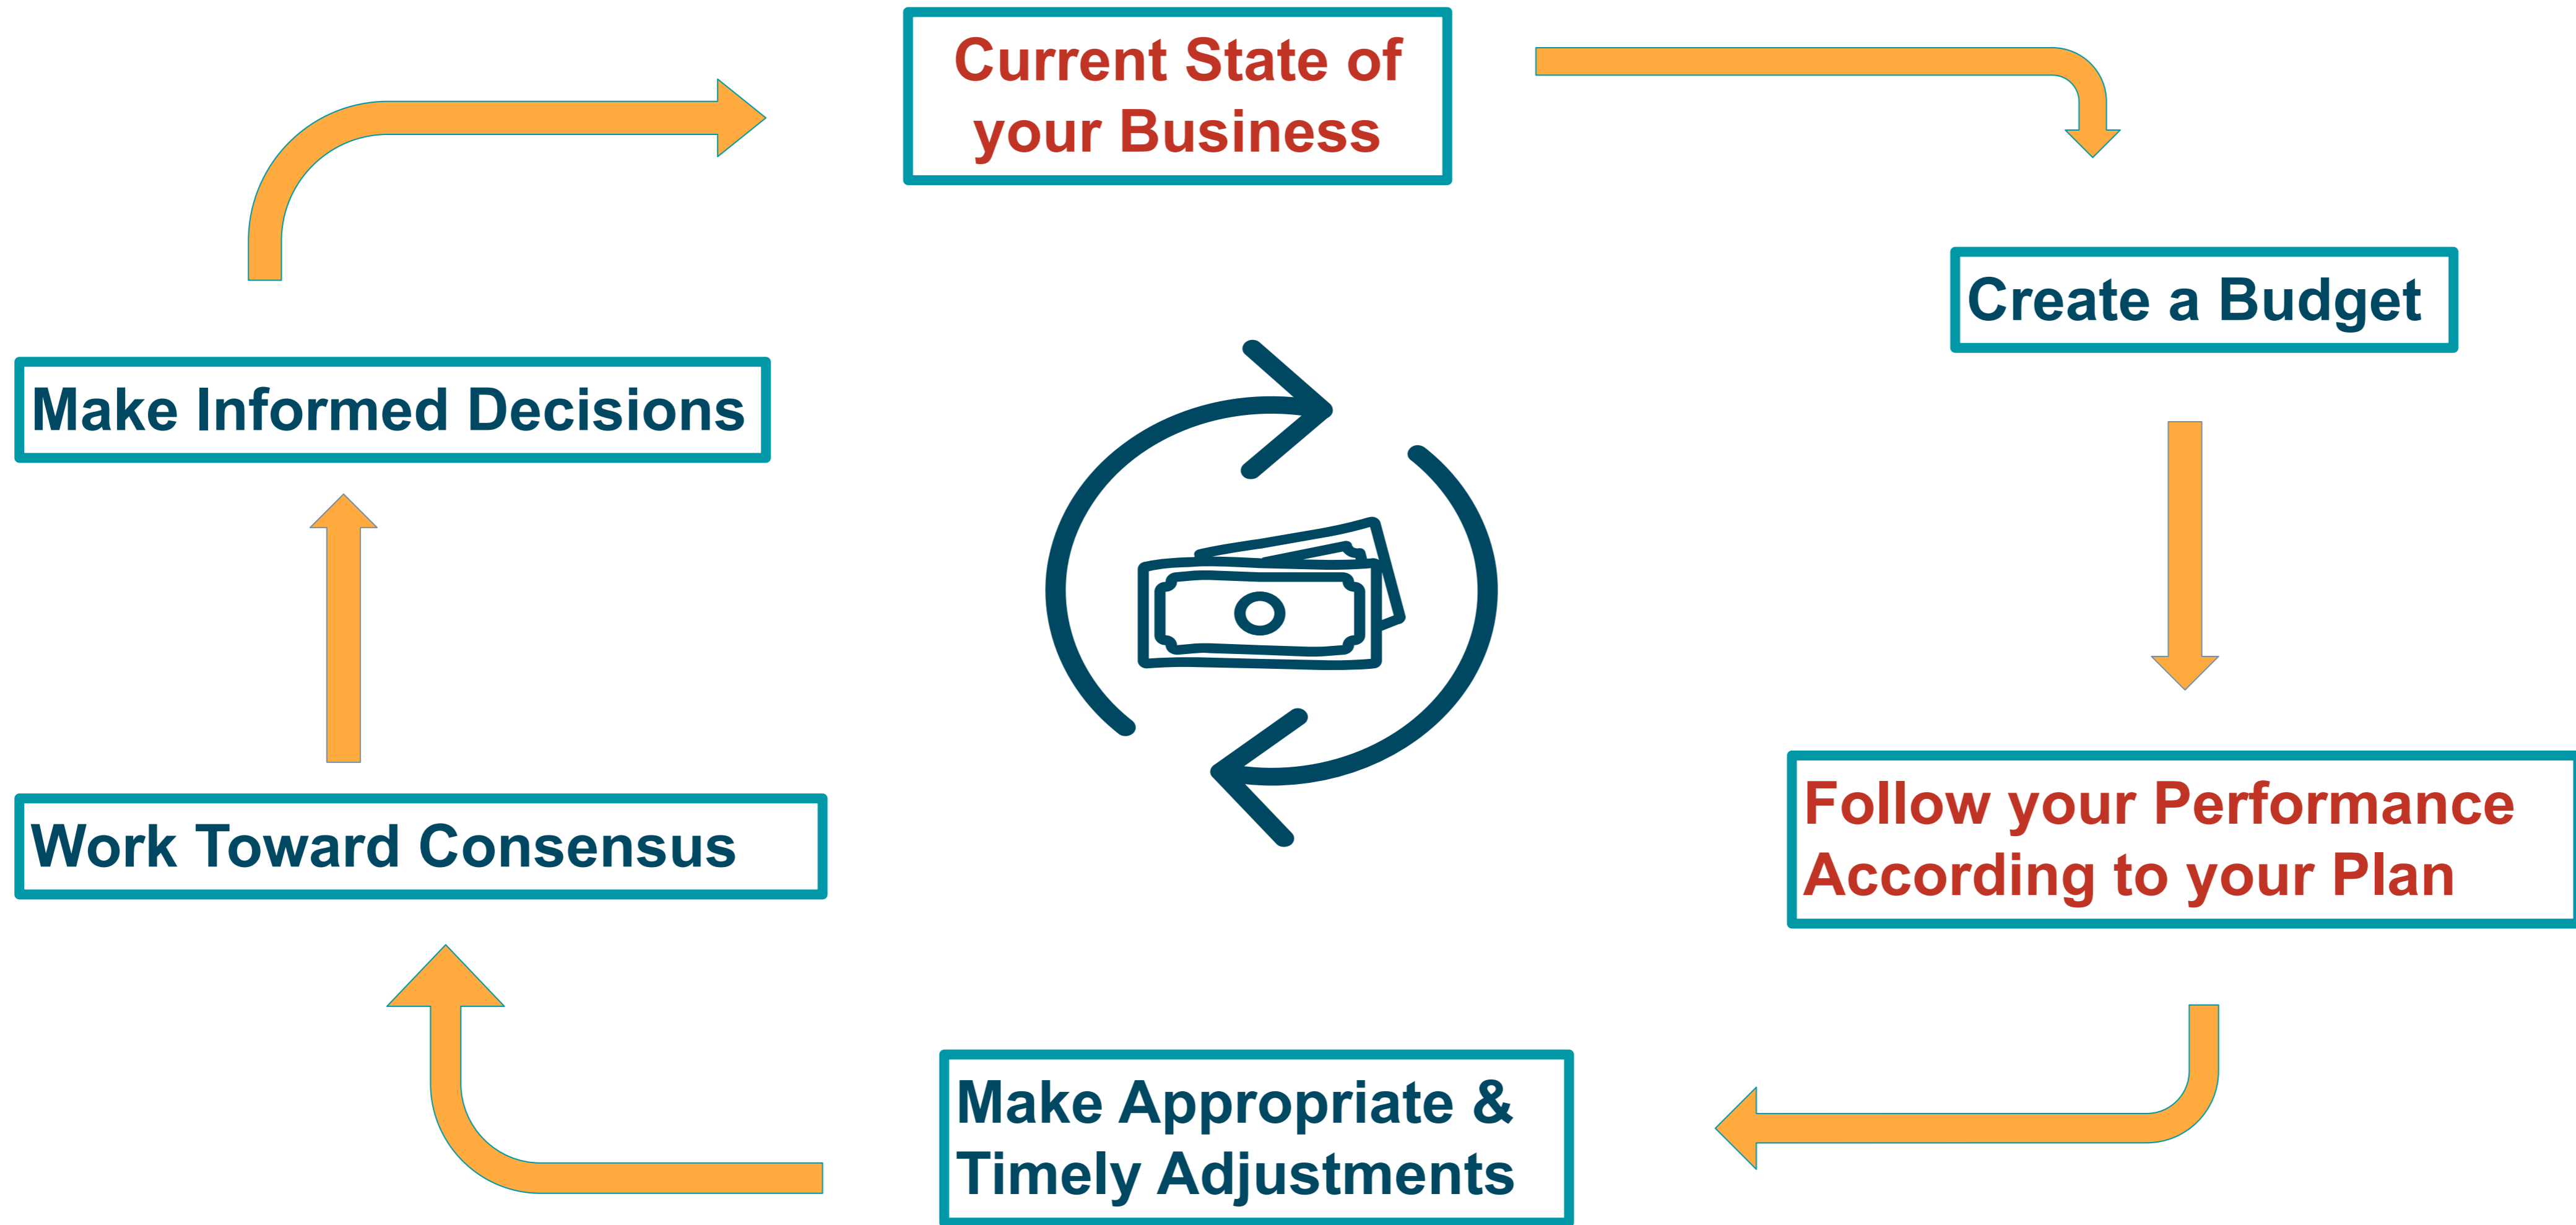 Current State of
your Business
Create a Budget
Make Informed Decisions
Follow your Performance
According to your Plan
Work Toward Consensus
Make Appropriate &
Timely Adjustments